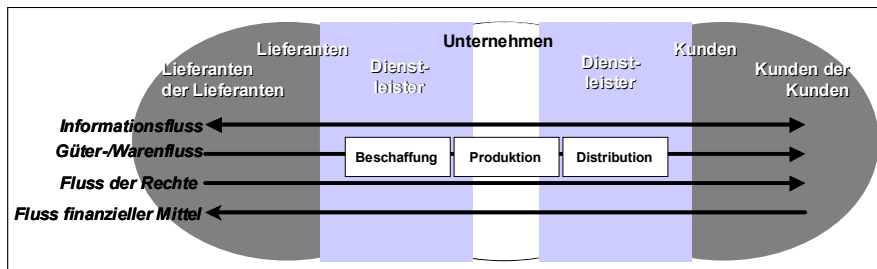 Unternehmen
Lieferanten
Kunden
Dienst-
leister
Dienst-
leister
Lieferanten
der Lieferanten
Kunden der
Kunden
Informationsfluss
Güter-/Warenfluss
Beschaffung
Produktion
Distribution
Fluss der Rechte
Fluss finanzieller Mittel